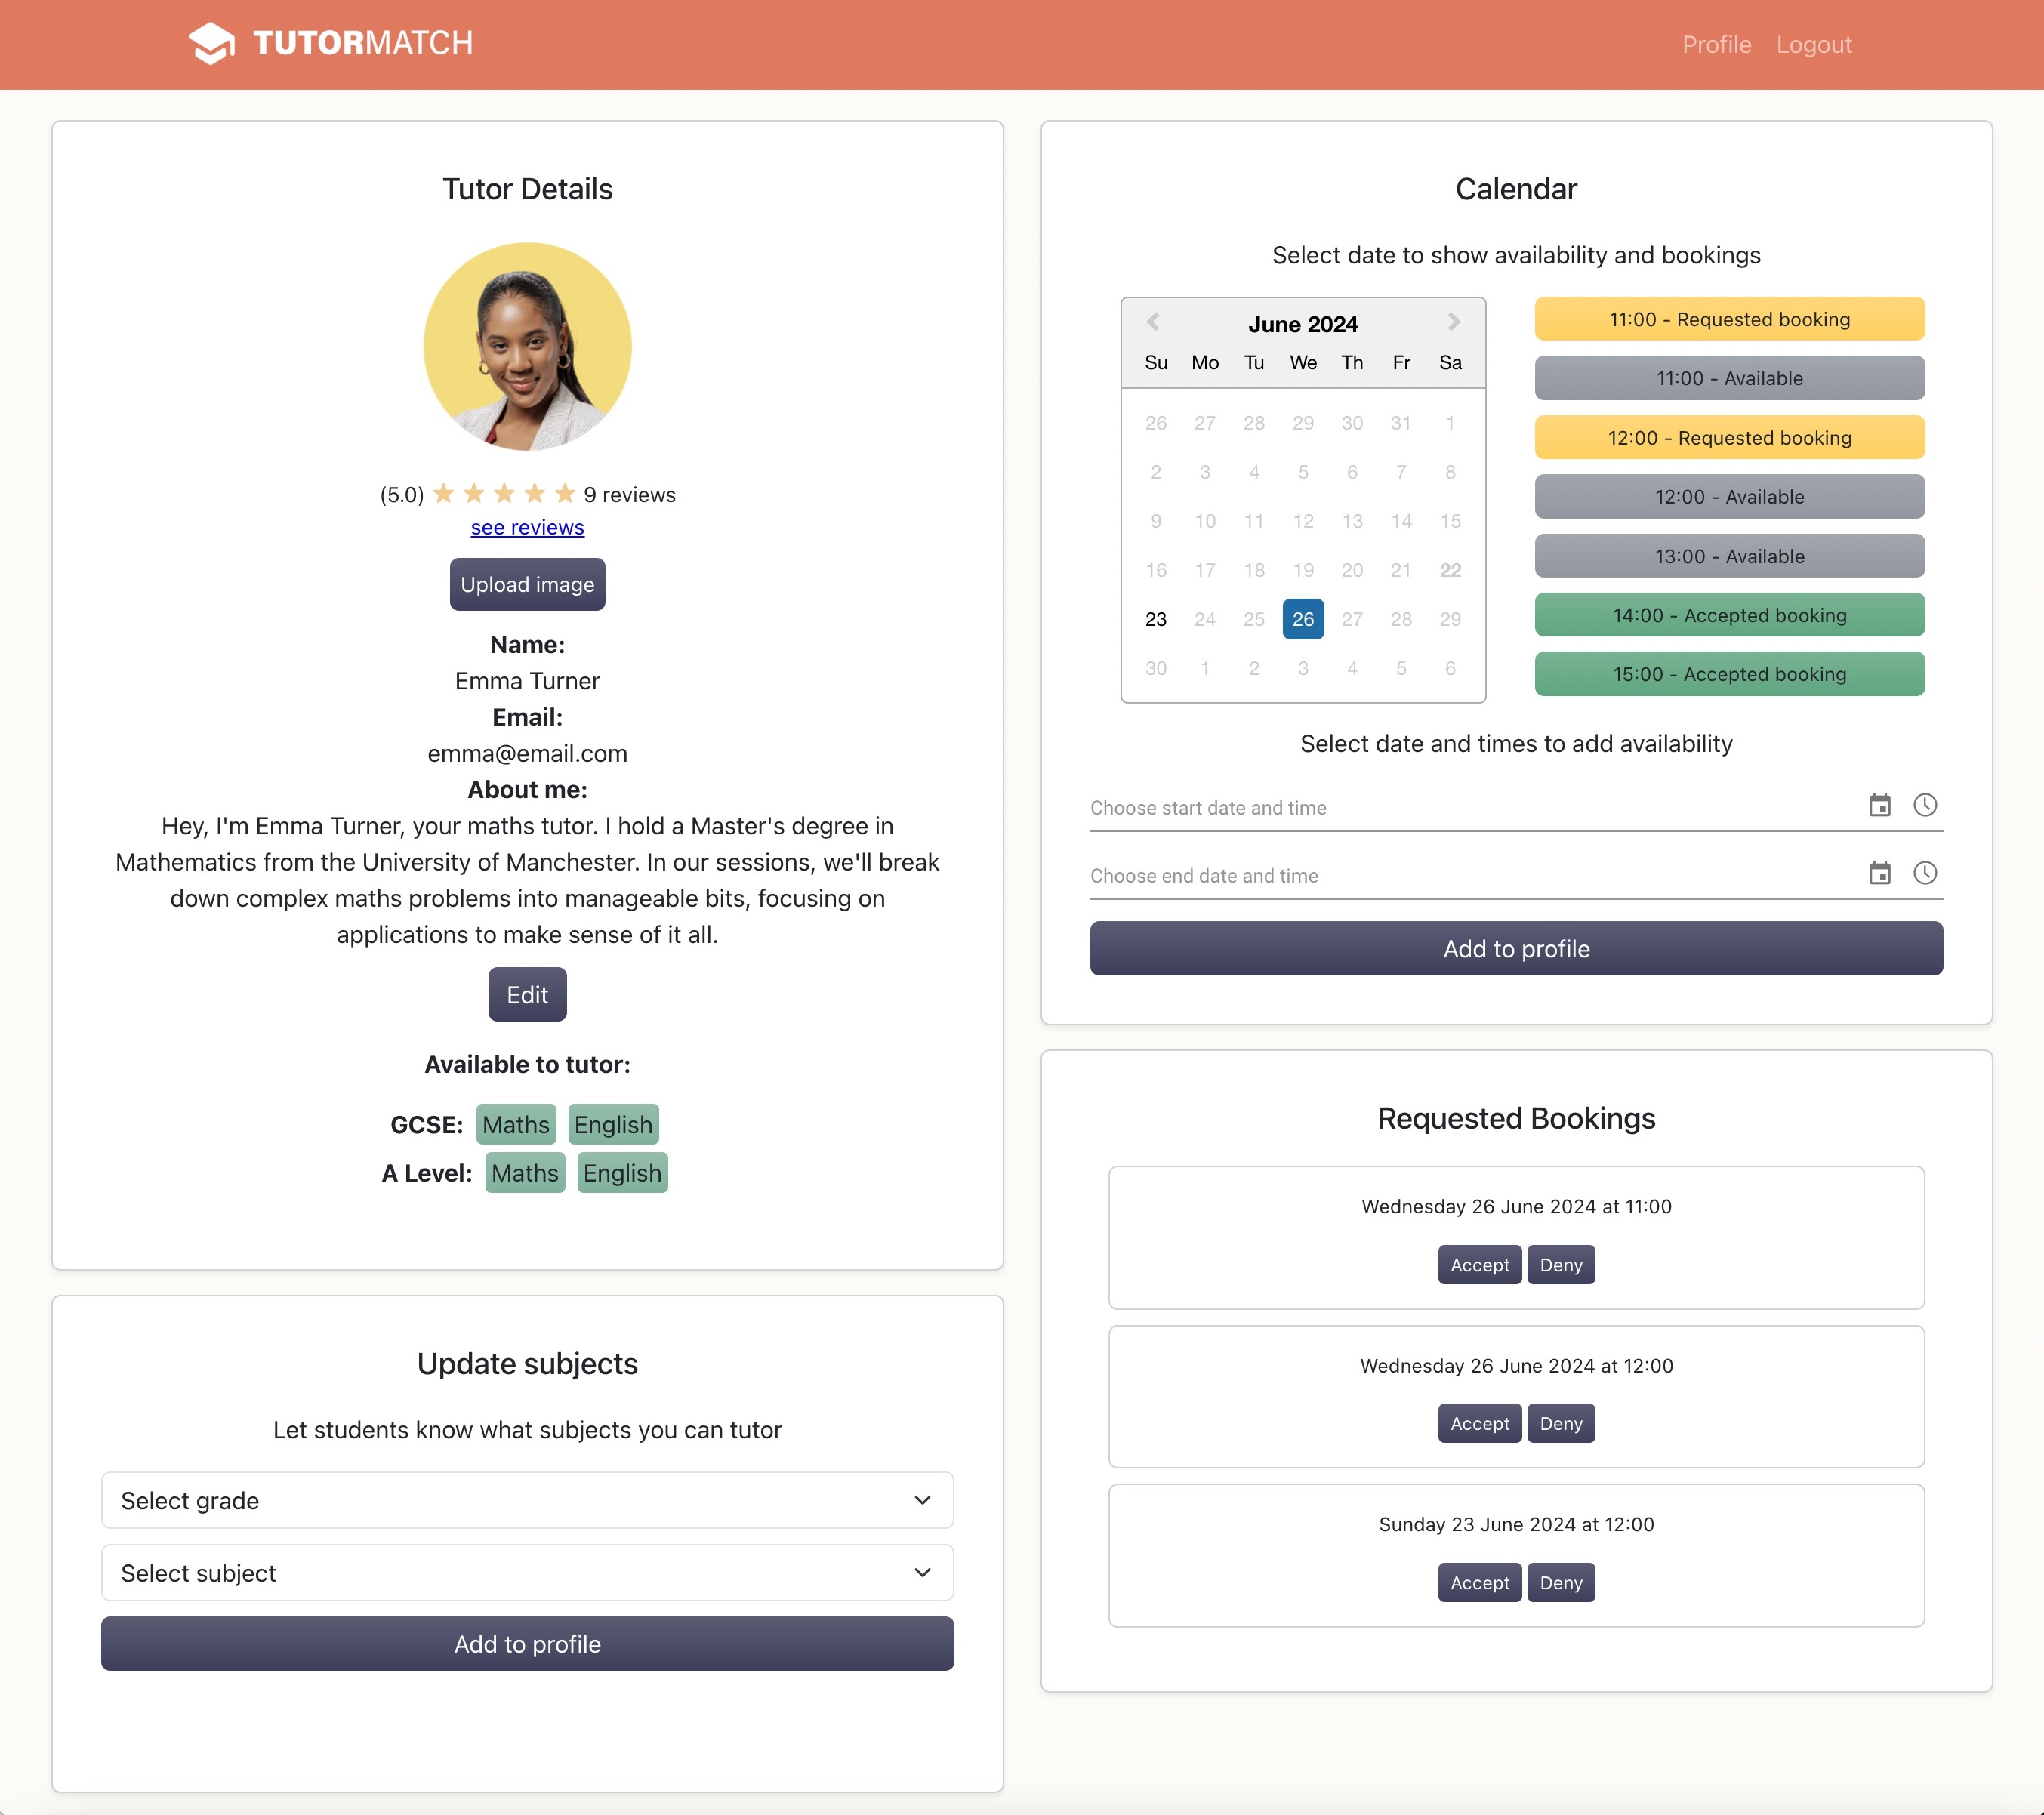 TUTORMATCH
Profile Logout
Tutor Details
(5.0) 9 reviews
see reviews
Upload image
Name:
Emma Turner
Email:
emma@email.com
About me:
Hey, I'm Emma Turner, your maths tutor. I hold a Master's degree in
Mathematics from the University of Manchester. In our sessions, we'll break
down complex maths problems into manageable bits, focusing on
applications to make sense of it all.
Edit
Available to tutor:
GCSE: Maths English
A Level: Maths English
Update subjects
Let students know what subjects you can tutor
Select grade
Select subject
Add to profile
Calendar
Select date to show availability and bookings
June 2024
Su Mo Tu We Th Fr Sa
26 27 28 29 30 31 1
2 3 4 5 6 7 8
9 10 11 12 13 14 15
16 17 18 19 20 21 22
23 24 25 26 27 28 29
30 1 2 3 4 5 6
11:00 - Requested booking
11:00 - Available
12:00 - Requested booking
12:00 - Available
13:00 - Available
14:00 - Accepted booking
15:00 - Accepted booking
Select date and times to add availability
Choose start date and time
Choose end date and time
Add to profile
Requested Bookings
Wednesday 26 June 2024 at 11:00
Accept Deny
Wednesday 26 June 2024 at 12:00
Accept Deny
Sunday 23 June 2024 at 12:00
Accept Deny